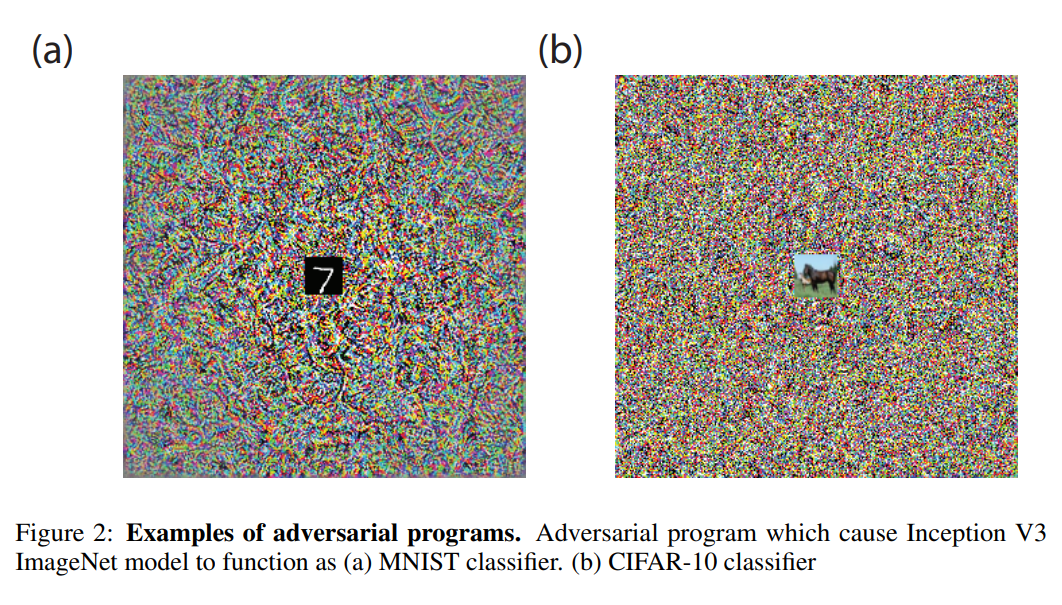 (a)
(b)
7
Figure 2: Examples of adversarial programs. Adversarial program which cause Inception V3
ImageNet model to function as (a) MNIST classifier. (b) CIFAR-10 classifier